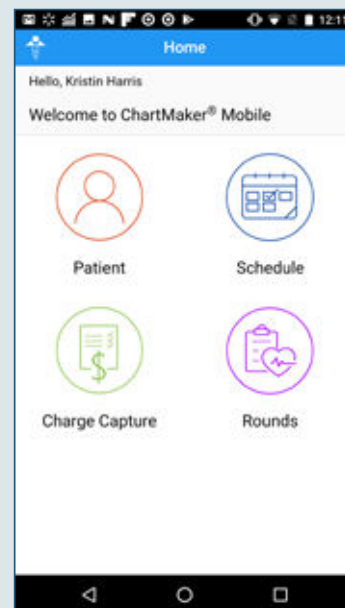 12:11
Home
Hello, Kristin Harris
Welcome to ChartMaker® Mobile
Patient
Schedule
Charge Capture
Rounds